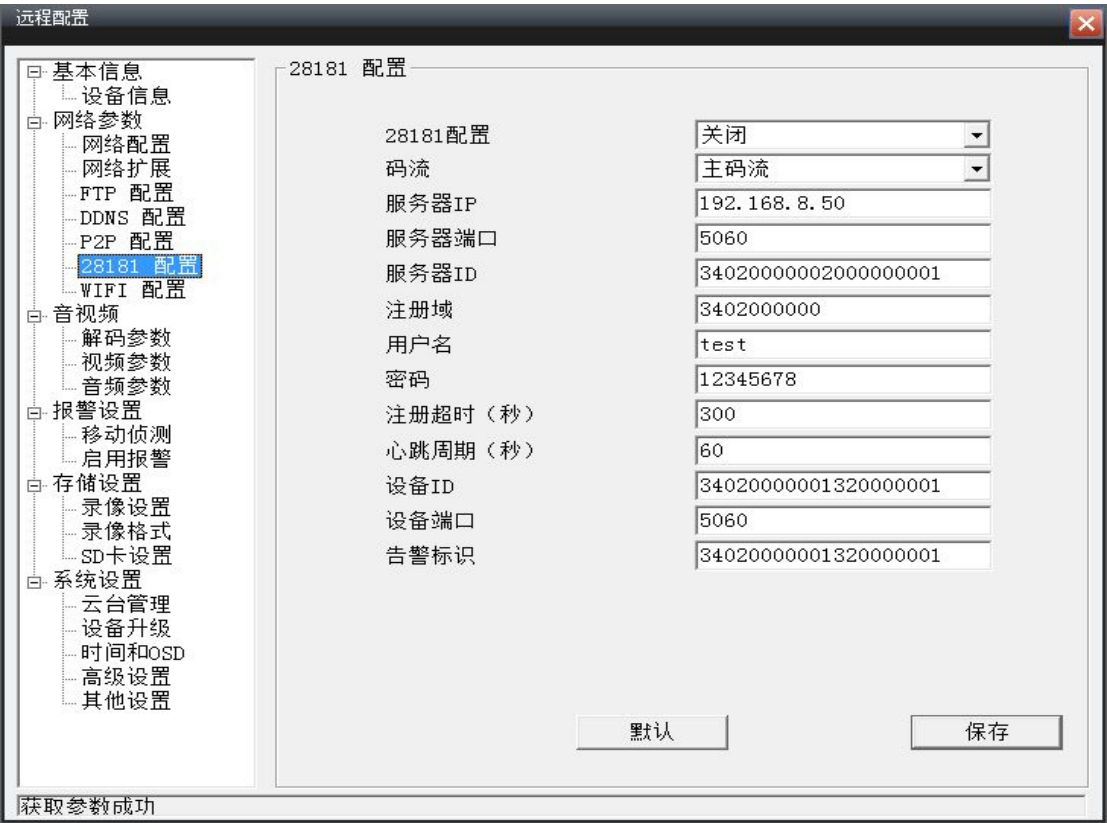 远程配置
基本信息
设备信息
网络参数
网络配置
网络扩展
FTP 配置
DDNS 配置
P2P 配置
28181 配置
WIFI 配置
音视频
解码参数
视频参数
音频参数
报警设置
移动侦测
启用报警
存储设置
录像设置
录像格式
SD卡设置
系统设置
云台管理
设备升级
时间和OSD
高级设置
其他设置
28181 配置
28181配置 关闭
码流 主码流
服务器IP 192.168.8.50
服务器端口 5060
服务器ID 34020000002000000001
注册域 3402000000
用户名 test
密码 12345678
注册超时（秒） 300
心跳周期（秒） 60
设备ID 34020000001320000001
设备端口 5060
告警标识 34020000001320000001
默认 保存
获取参数成功